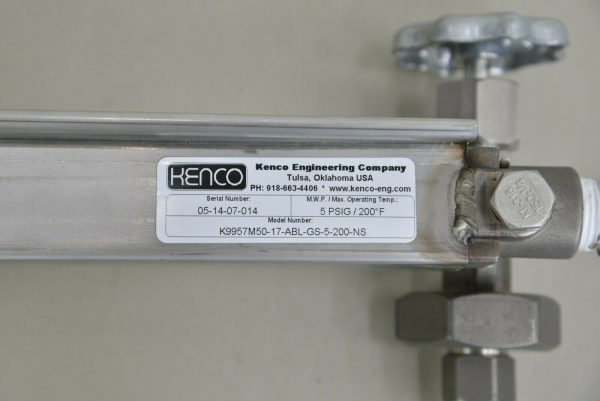 KENCO
Kenco Engineering Company
Tulsa, Oklahoma USA
PH: 918-663-4406 * www.kenco-eng.com
Serial Number:
05-14-07-014
M.W.P. / Max. Operating Temp.:
5 PSIG / 200°F
Model Number:
K9957M50-17-ABL-GS-5-200-NS